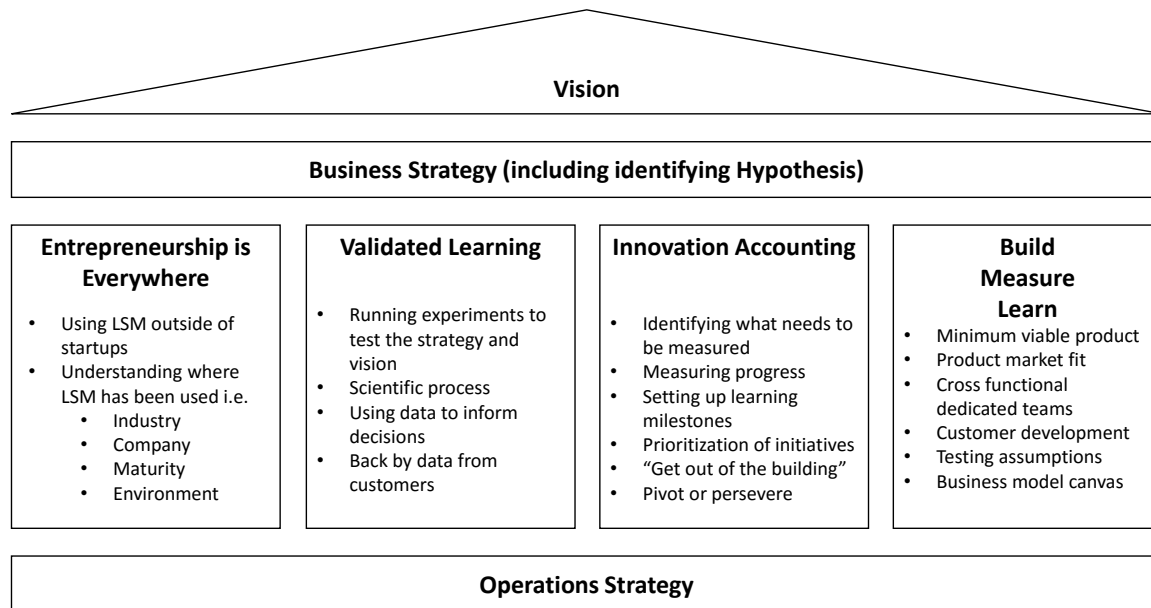 Vision
Business Strategy (including identifying Hypothesis)
Entrepreneurship is
Everywhere
• Using LSM outside of
startups
• Understanding where
LSM has been used i.e.
• Industry
• Company
• Maturity
• Environment
Validated Learning
• Running experiments to
test the strategy and
vision
• Scientific process
• Using data to inform
decisions
• Back by data from
customers
Innovation Accounting
• Identifying what needs to
be measured
• Measuring progress
• Setting up learning
milestones
• Prioritization of initiatives
• “Get out of the building”
• Pivot or persevere
Build
Measure
Learn
• Minimum viable product
• Product market fit
• Cross functional
dedicated teams
• Customer development
• Testing assumptions
• Business model canvas
Operations Strategy